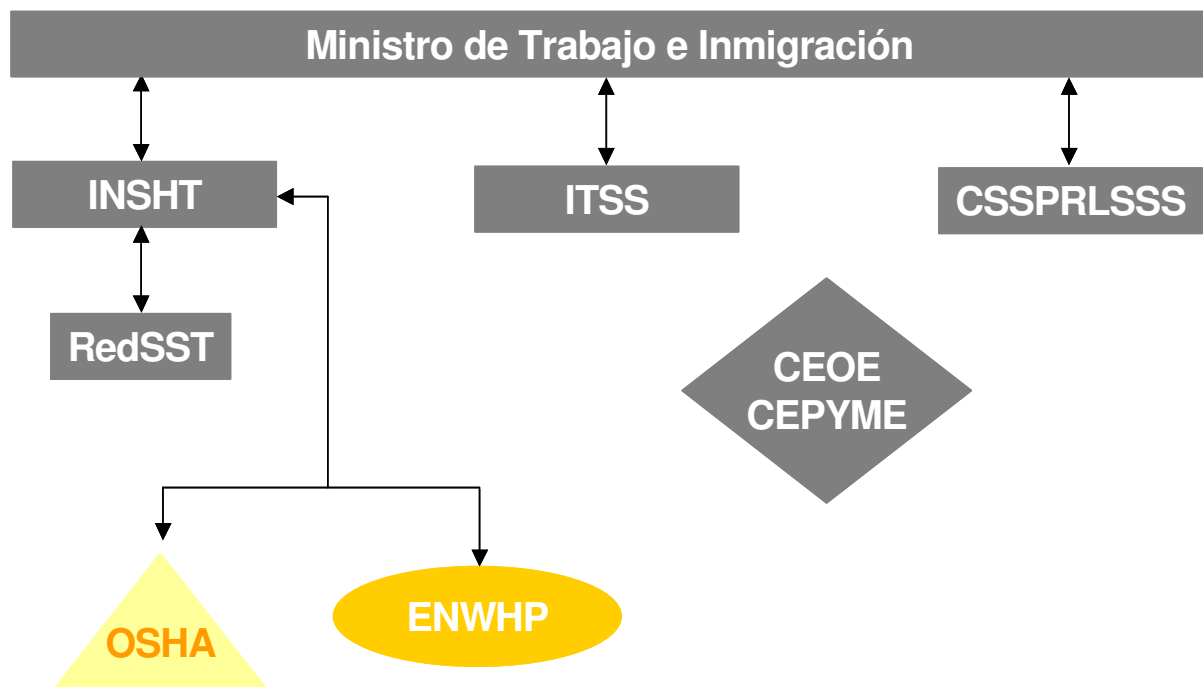 Ministro de Trabajo e Inmigración
INSHT
ITSS
CSSPRLSSS
RedSST
CEOE
CEPYME
OSHA
ENWHP